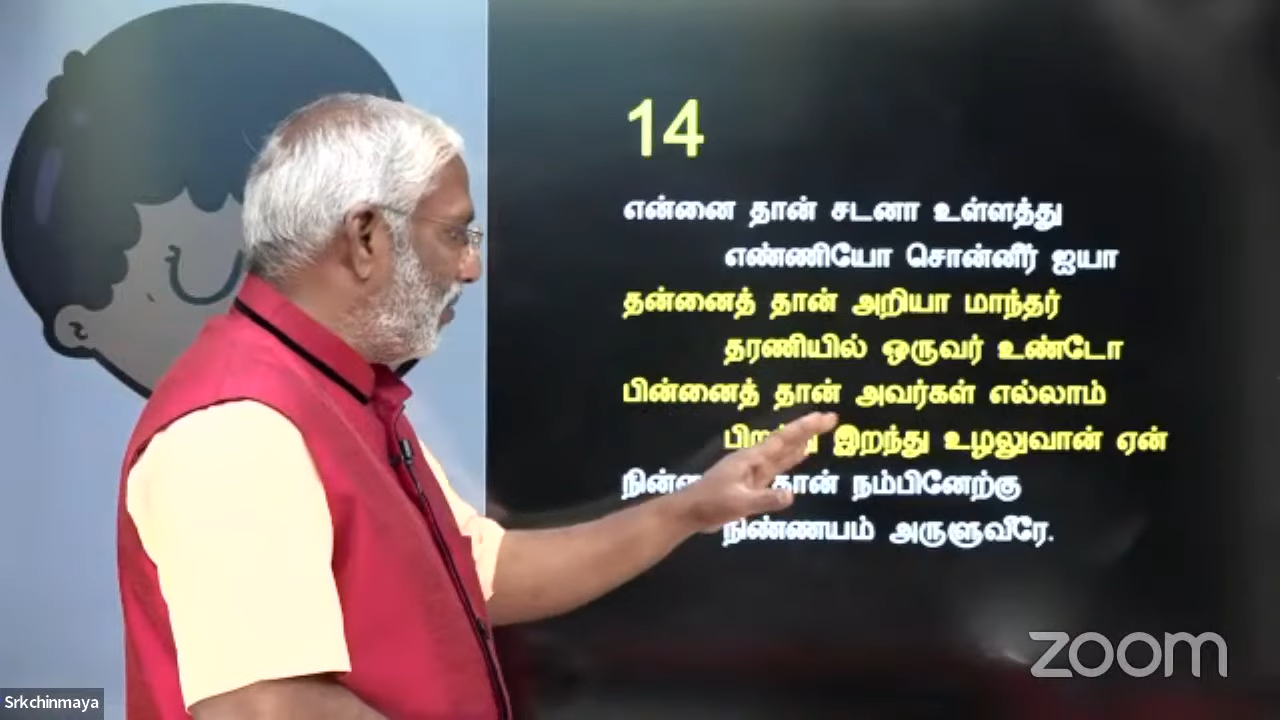 14
என்னை தான் சடனா உள்ளத்து
எண்ணியோ சொன்னீர் ஐயா
தன்னைத் தான் அறியா மாந்தர்
தரணியில் ஒருவர் உண்டோ
பின்னைத் தான் அவர்கள் எல்லாம்
இறந்து உழலுவான் ஏன்
தான் நம்பினேற்கு
நிண்ணயம் அருளுவீரே.
zoom
Srkchinmaya